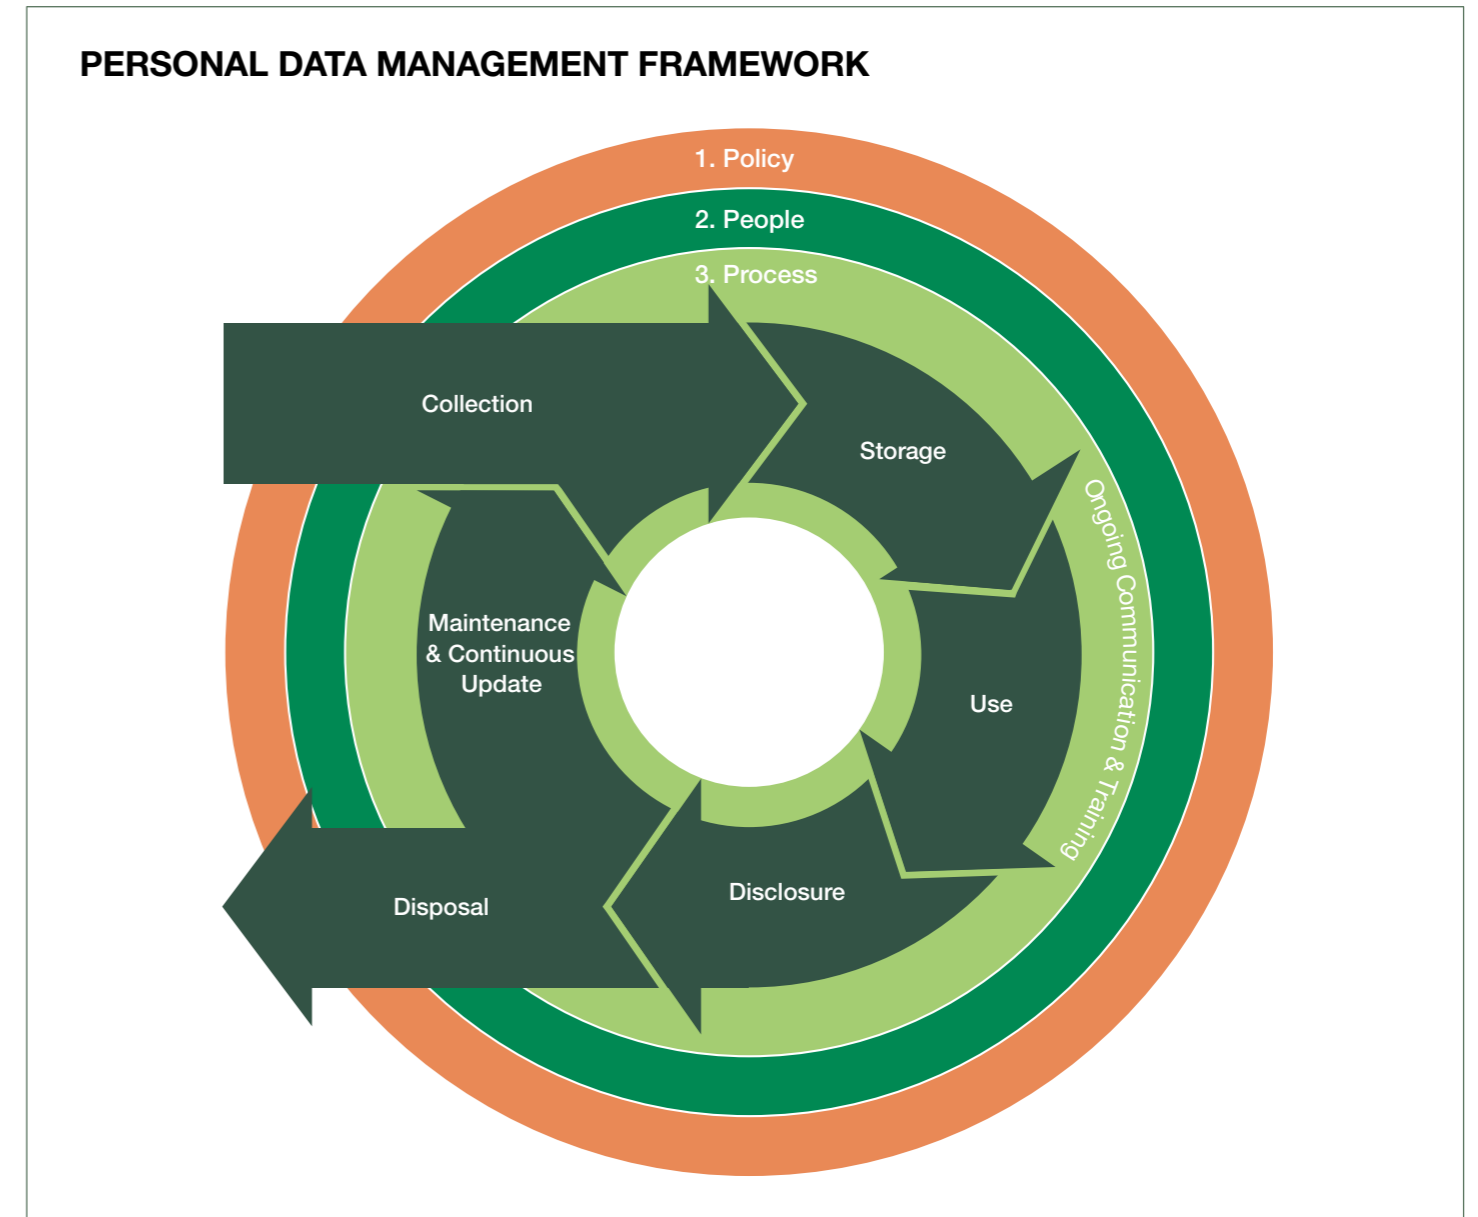 PERSONAL DATA MANAGEMENT FRAMEWORK
1. Policy
2. People
3. Process
Collection
Storage
Ongoing Communication & Training
Maintenance
& Continuous
Update
Use
Disclosure
Disposal